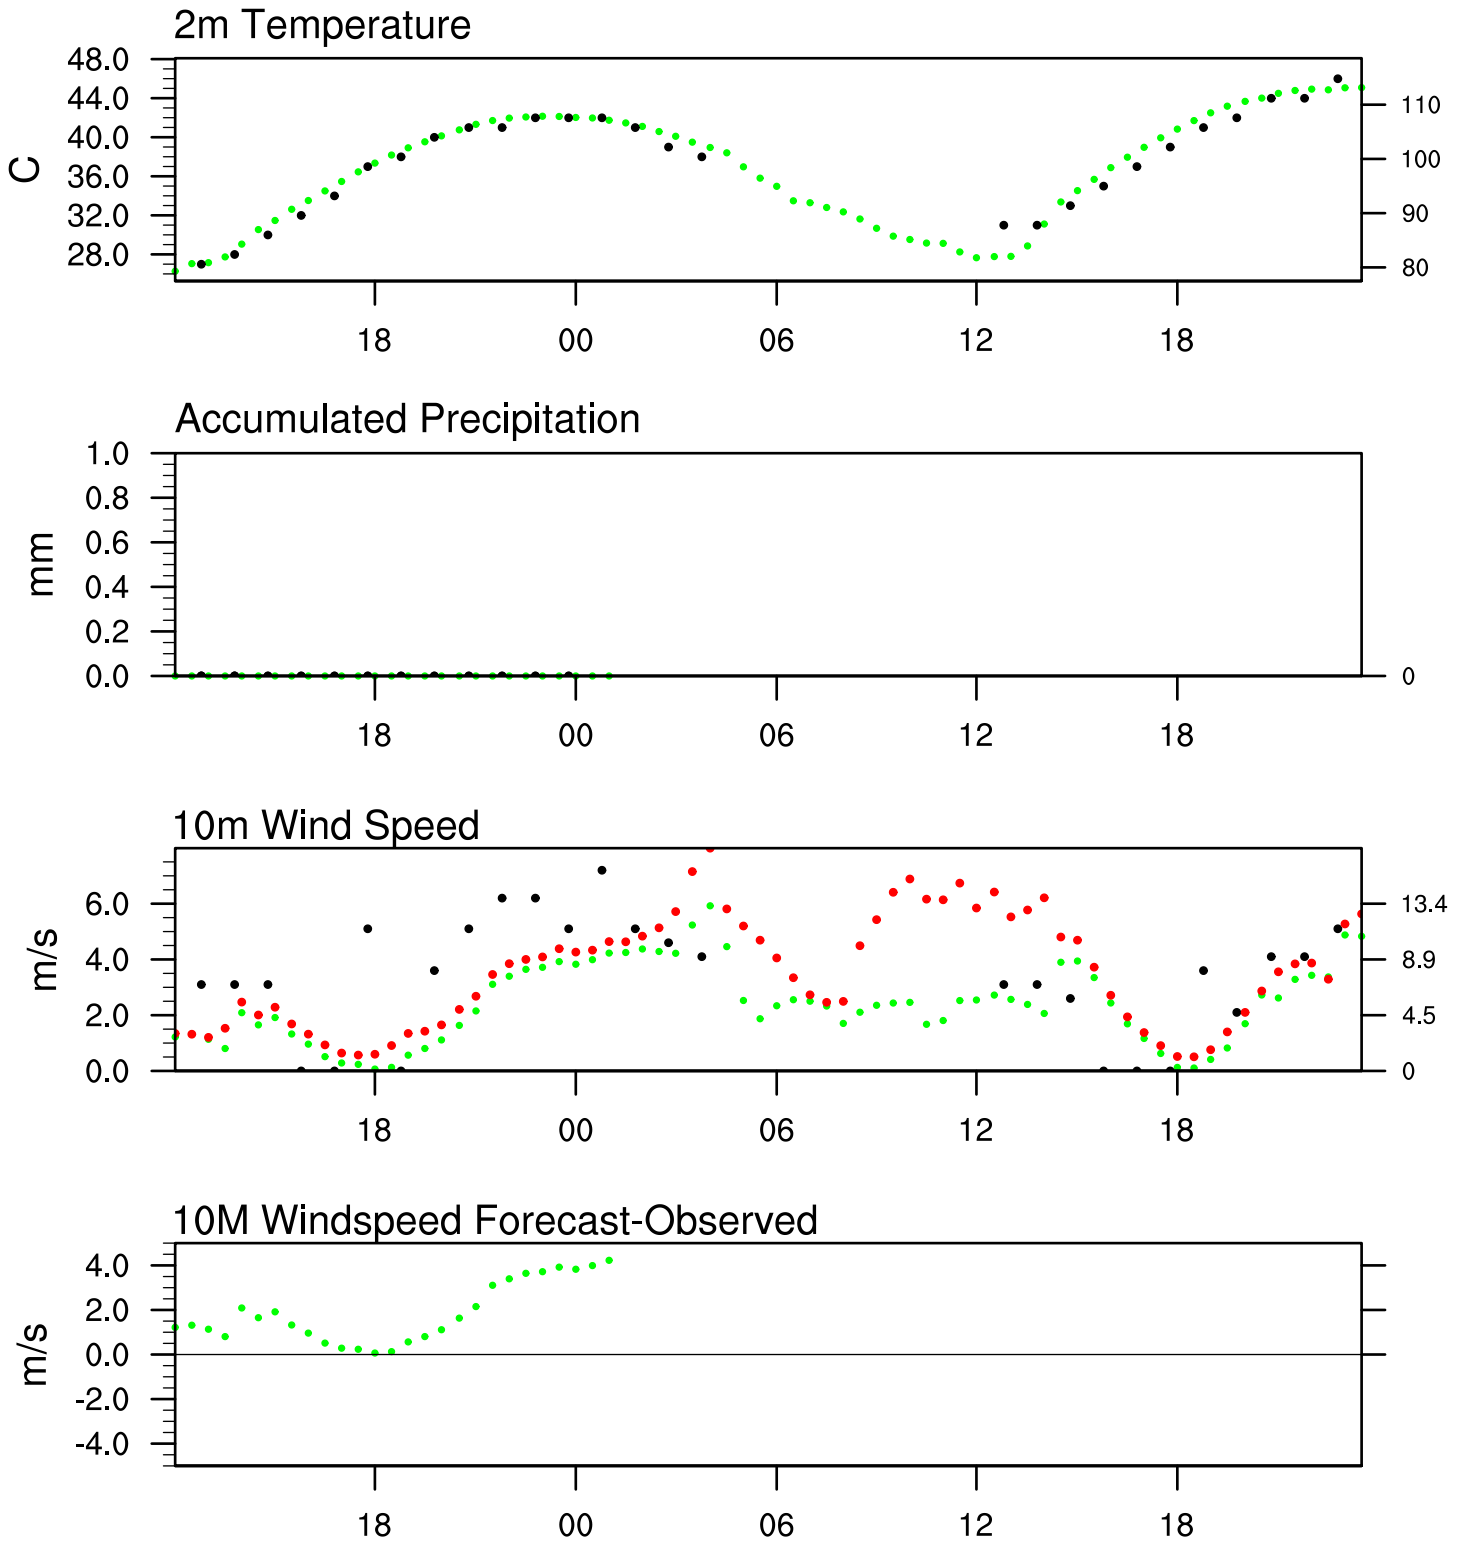 2m Temperature
48.0
44.0
40.0
36.0
32.0
28.0
C
110
100
90
80
18 00 06 12 18
Accumulated Precipitation
1.0
0.8
0.6
0.4
0.2
0.0
mm
0
18 00 06 12 18
10m Wind Speed
6.0
4.0
2.0
0.0
m/s
13.4
8.9
4.5
0
18 00 06 12 18
10M Windspeed Forecast-Observed
4.0
2.0
0.0
-2.0
-4.0
m/s
18 00 06 12 18